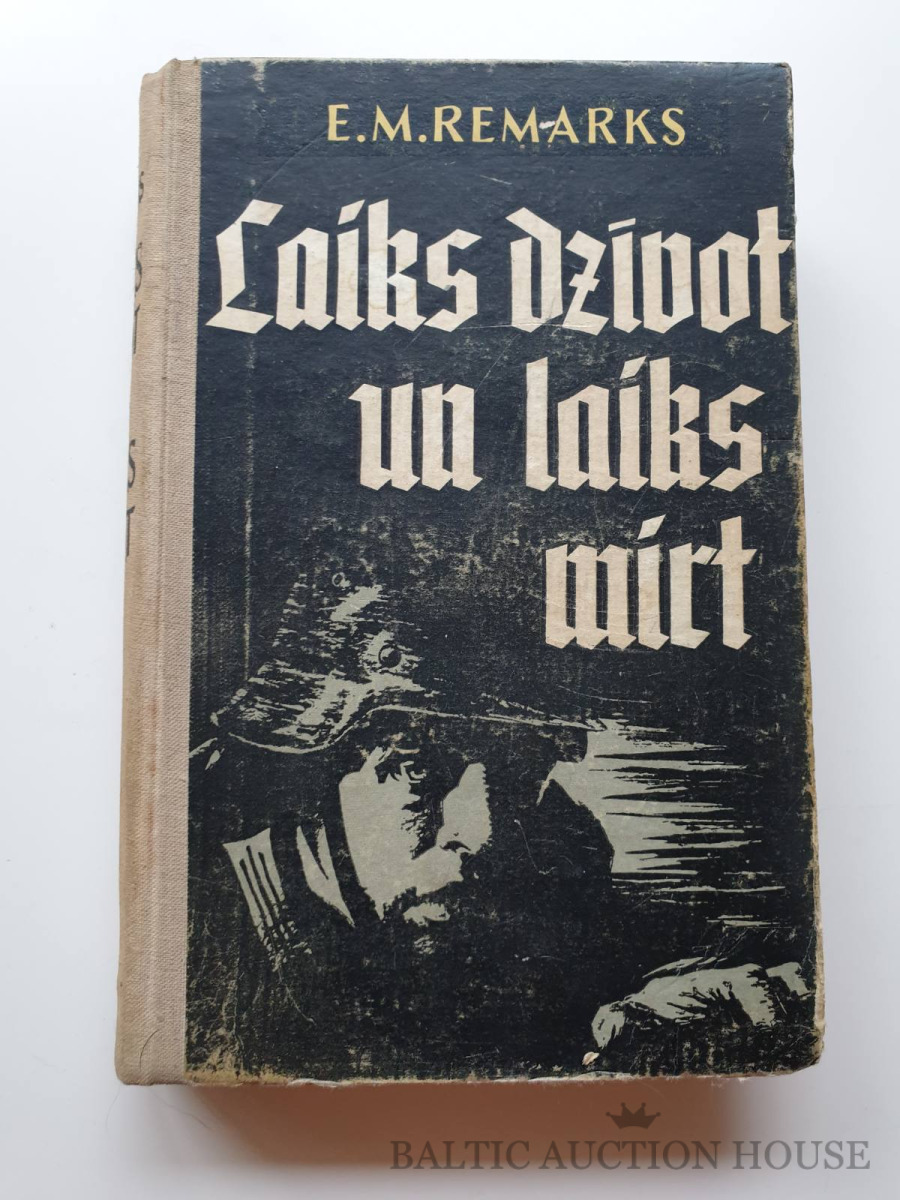 E.M.REMARKS
Laiks dzīvot
un laiks
mirt
BALTIC AUCTION HOUSE